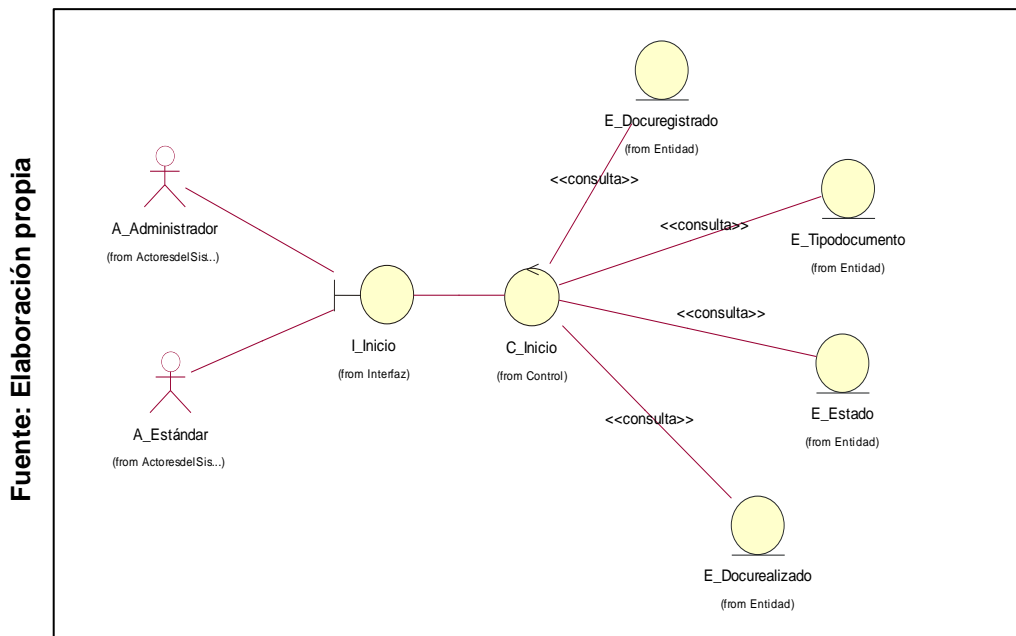 Fuente: Elaboración propia
E_Docuregistrado
(from Entidad)
<<consulta>>
A_Administrador
(from ActoresdelSis...)
<<consulta>>
E_Tipodocumento
(from Entidad)
I_Inicio
(from Interfaz)
C_Inicio
(from Control)
<<consulta>>
E_Estado
(from Entidad)
A_Estándar
(from ActoresdelSis...)
<<consulta>>
E_Docurealizado
(from Entidad)